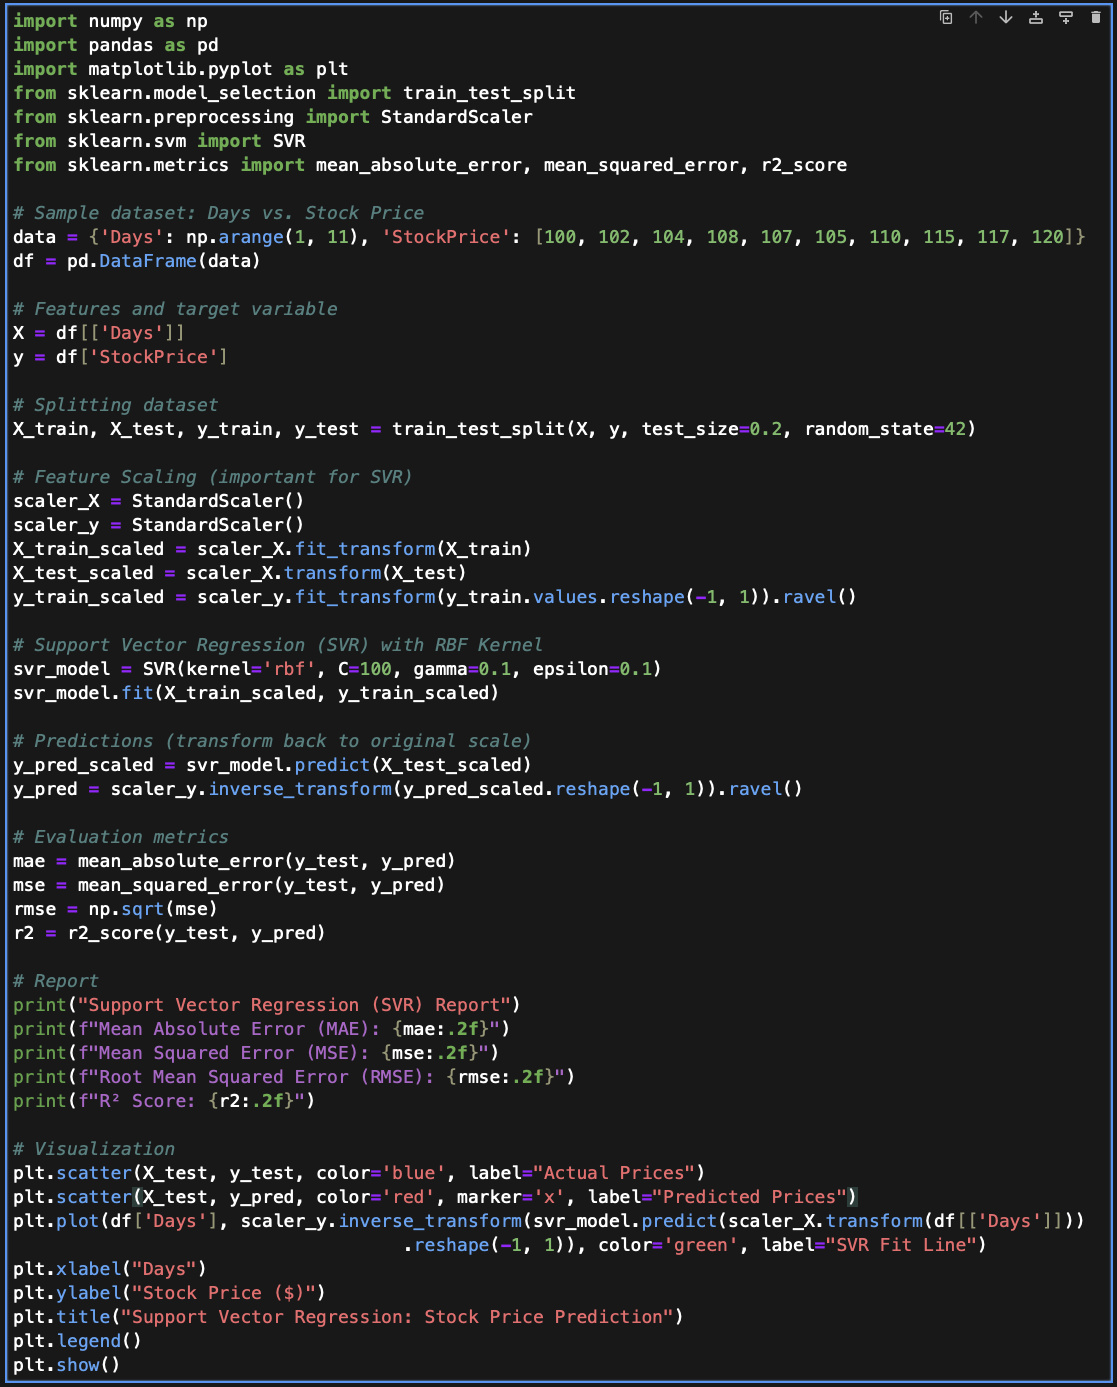 import numpy as np
import pandas as pd
import matplotlib.pyplot as plt
from sklearn.model_selection import train_test_split
from sklearn.preprocessing import StandardScaler
from sklearn.svm import SVR
from sklearn.metrics import mean_absolute_error, mean_squared_error, r2_score

# Sample dataset: Days vs. Stock Price
data = {'Days': np.arange(1, 11), 'StockPrice': [100, 102, 104, 108, 107, 105, 110, 115, 117, 120]}
df = pd.DataFrame(data)

# Features and target variable
X = df[['Days']]
y = df['StockPrice']

# Splitting dataset
X_train, X_test, y_train, y_test = train_test_split(X, y, test_size=0.2, random_state=42)

# Feature Scaling (important for SVR)
scaler_X = StandardScaler()
scaler_y = StandardScaler()
X_train_scaled = scaler_X.fit_transform(X_train)
X_test_scaled = scaler_X.transform(X_test)
y_train_scaled = scaler_y.fit_transform(y_train.values.reshape(-1, 1)).ravel()

# Support Vector Regression (SVR) with RBF Kernel
svr_model = SVR(kernel='rbf', C=100, gamma=0.1, epsilon=0.1)
svr_model.fit(X_train_scaled, y_train_scaled)

# Predictions (transform back to original scale)
y_pred_scaled = svr_model.predict(X_test_scaled)
y_pred = scaler_y.inverse_transform(y_pred_scaled.reshape(-1, 1)).ravel()

# Evaluation metrics
mae = mean_absolute_error(y_test, y_pred)
mse = mean_squared_error(y_test, y_pred)
rmse = np.sqrt(mse)
r2 = r2_score(y_test, y_pred)

# Report
print("Support Vector Regression (SVR) Report")
print(f"Mean Absolute Error (MAE): {mae:.2f}")
print(f"Mean Squared Error (MSE): {mse:.2f}")
print(f"Root Mean Squared Error (RMSE): {rmse:.2f}")
print(f"R² Score: {r2:.2f}")

# Visualization
plt.scatter(X_test, y_test, color='blue', label="Actual Prices")
plt.scatter(X_test, y_pred, color='red', marker='x', label="Predicted Prices")
plt.plot(df['Days'], scaler_y.inverse_transform(svr_model.predict(scaler_X.transform(df[['Days']]))
                                    .reshape(-1, 1)), color='green', label="SVR Fit Line")
plt.xlabel("Days")
plt.ylabel("Stock Price ($)")
plt.title("Support Vector Regression: Stock Price Prediction")
plt.legend()
plt.show()